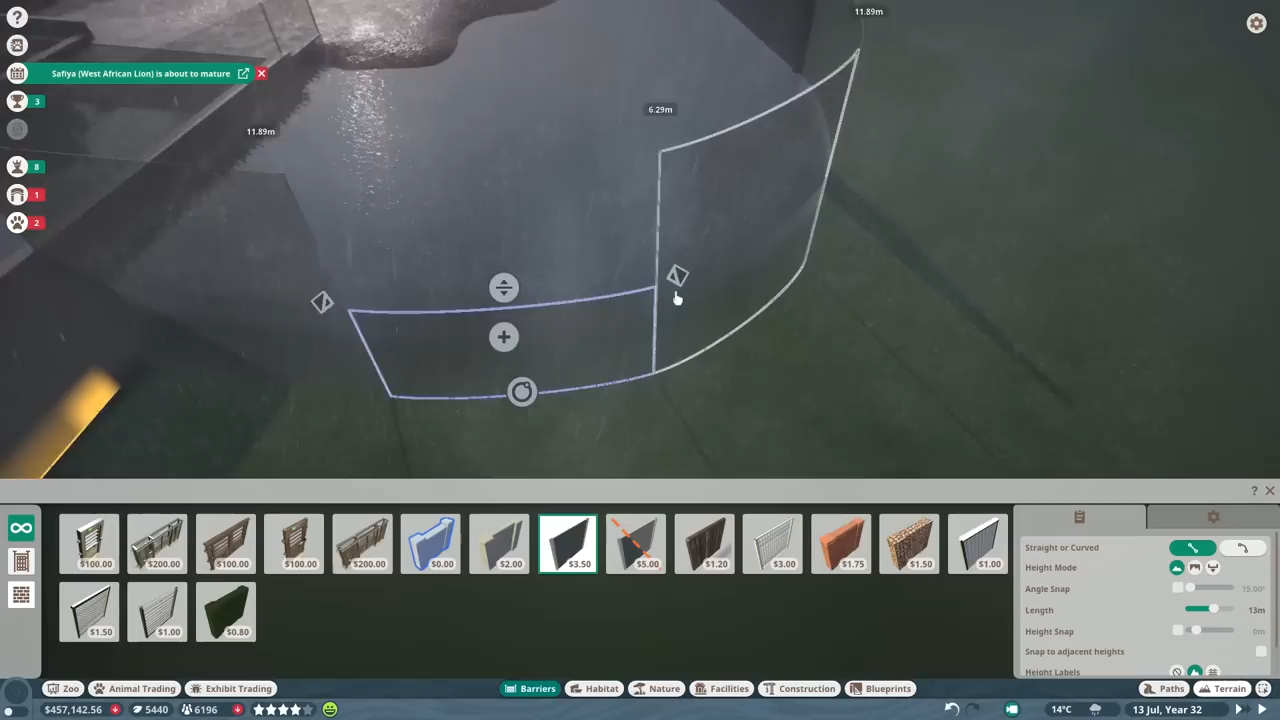 11.89m
Safiya (West African Lion) is about to mature
3
6.29m
11.89m
8
1
2
$100.00
$200.00
$100.00
$100.00
$200.00
$0.00
$2.00
$3.50
$5.00
$1.20
$3.00
$1.75
$1.50
$1.00
$1.50
$1.00
$0.80
Straight or Curved
Height Mode
Angle Snap 15.00°
Length 13m
Height Snap 0m
Snap to adjacent heights
Height Labels
Zoo Animal Trading Exhibit Trading Barriers Habitat Nature Facilities Construction Blueprints Paths Terrain
$457,142.56 5440 6196 14°C 13 Jul, Year 32